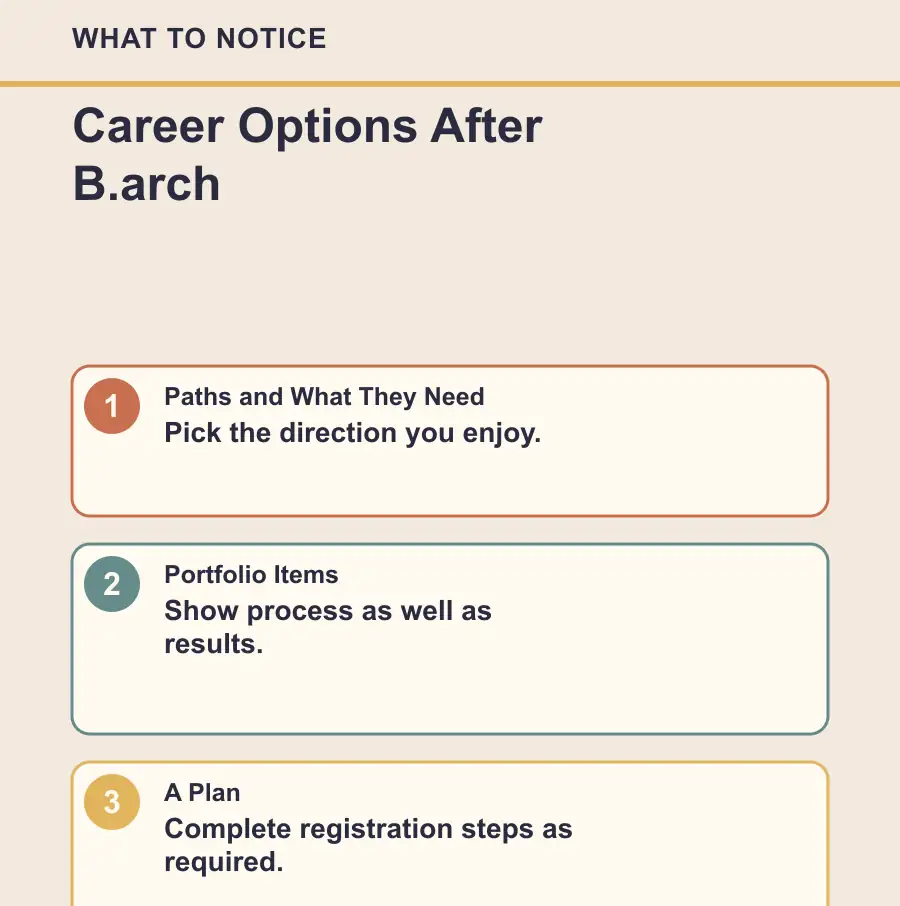 WHAT TO NOTICE
Career Options After
B.arch
1
Paths and What They Need
Pick the direction you enjoy.
2
Portfolio Items
Show process as well as
results.
3
A Plan
Complete registration steps as
required.